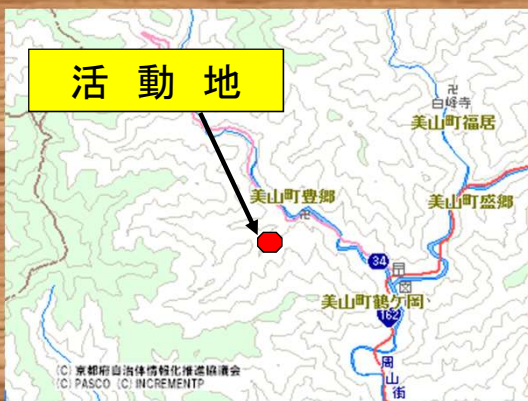 活動地
卍
白峰寺
美山町福居
美山町豊郷
卍
美山町盛郷
34
美山町鶴ケ岡
162
周山街
(C) 京都府自治体情報化推進協議会
(C) PASCO (C) INCREMENTP